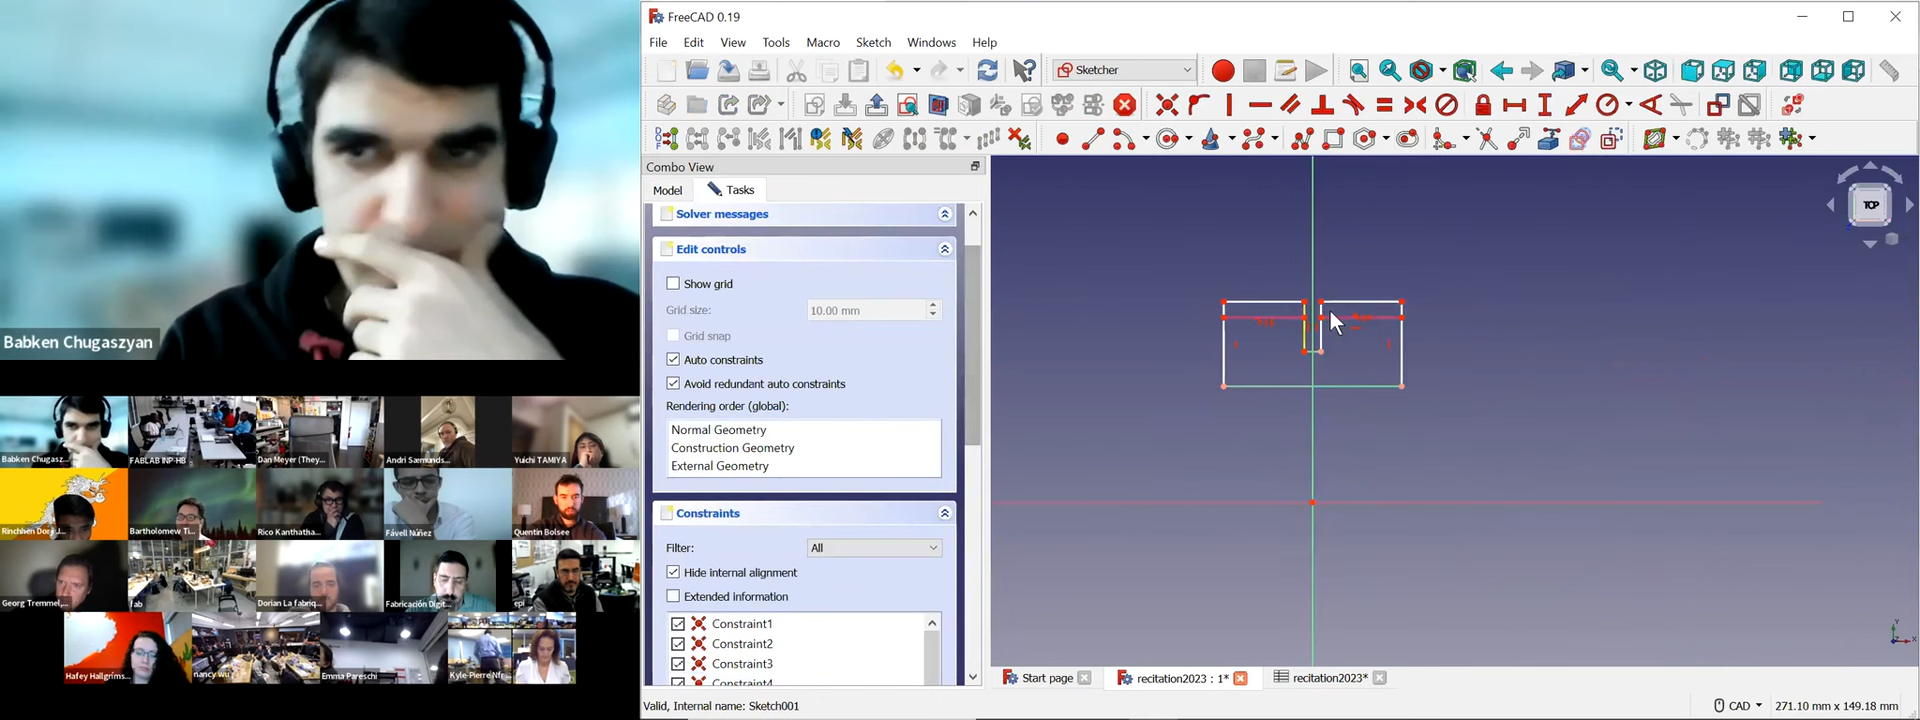 Babken Chugaszyan
Babken Chugasz...
FABLAB INP-HB
Dan Meyer (They...
Andri Sæmunds...
Yuichi TAMIYA
Rinchhen Dorj J...
Bartholomew Ti...
Rico Kanthatha...
Fávell Núñez
Quentin Bolsee
Georg Tremmel,...
fab
Dorian La fabriq...
Fabricación Digit...
epi
Hafey Hallgríms...
nancy wu
Emma Pareschi
Kyle-Pierre Nfr...
FreeCAD 0.19
File Edit View Tools Macro Sketch Windows Help
Sketcher
Combo View
Model Tasks
Solver messages
Edit controls
Show grid
Grid size: 10.00 mm
Grid snap
Auto constraints
Avoid redundant auto constraints
Rendering order (global):
Normal Geometry
Construction Geometry
External Geometry
Constraints
Filter: All
Hide internal alignment
Extended information
Constraint1
Constraint2
Constraint3
Constraint4
TOP
Y
X
Start page
recitation2023 : 1*
recitation2023*
Valid, Internal name: Sketch001
CAD
271.10 mm x 149.18 mm